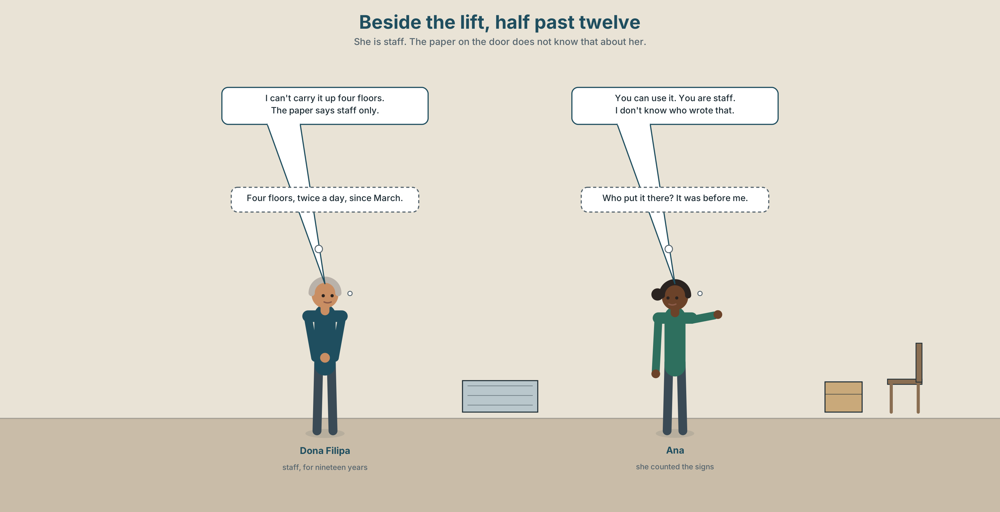 Beside the lift, half past twelve
She is staff. The paper on the door does not know that about her.
I can't carry it up four floors.
The paper says staff only.
You can use it. You are staff.
I don't know who wrote that.
Four floors, twice a day, since March.
Who put it there? It was before me.
Dona Filipa
staff, for nineteen years
Ana
she counted the signs